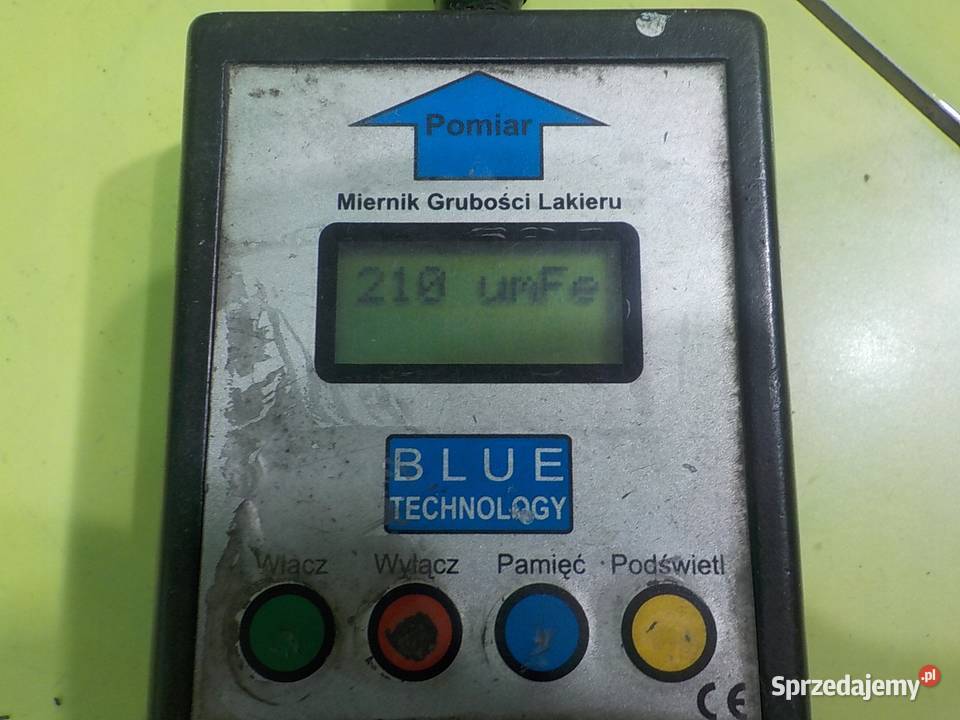 Pomiar
Miernik Grubości Lakieru
210 umFe
BLUE
TECHNOLOGY
Włącz Wyłącz Pamięć Podświetl
CE
Sprzedajemy.pl